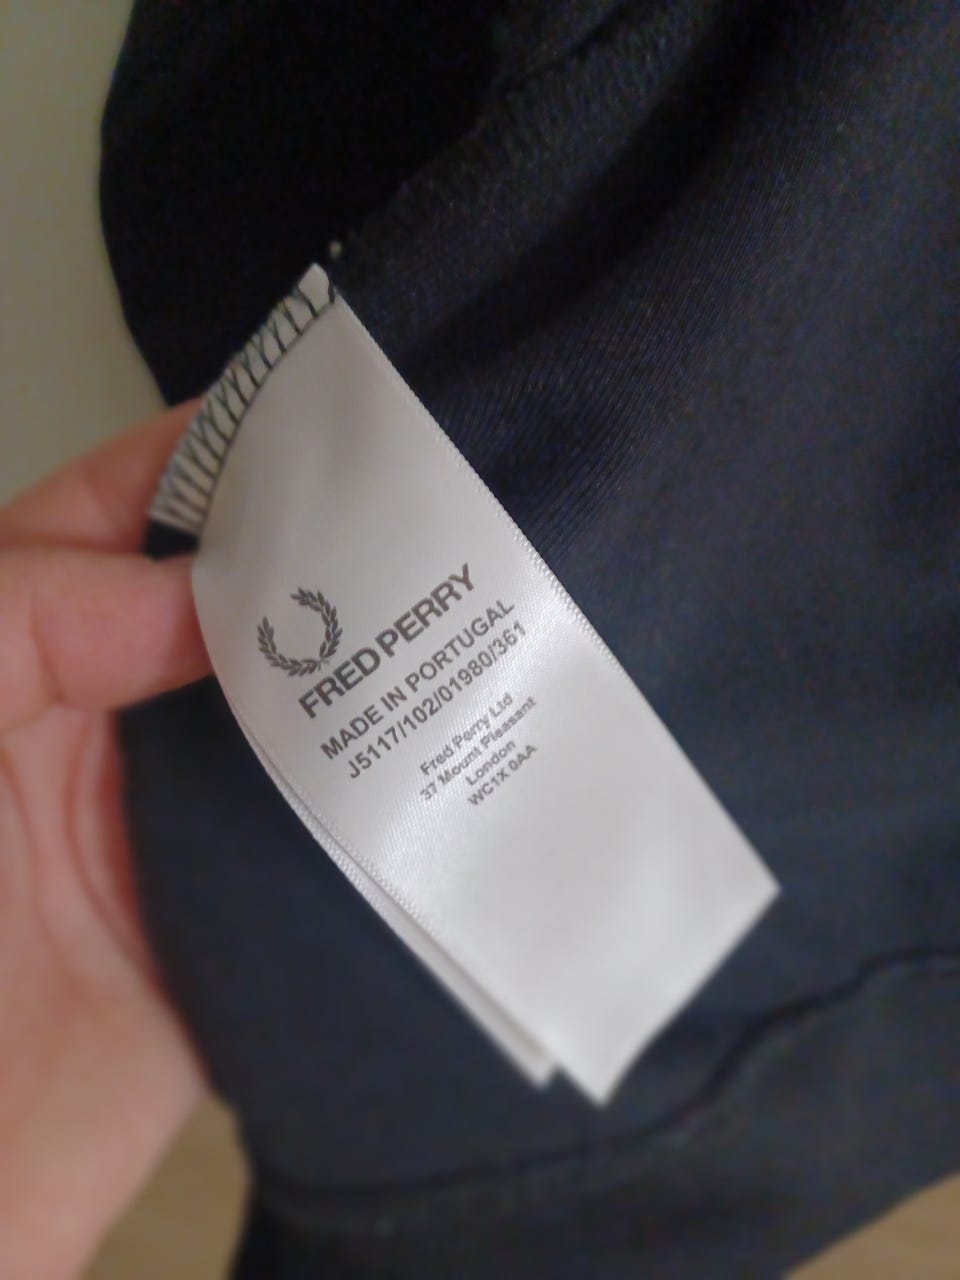 FRED PERRY
MADE IN PORTUGAL
J5117/102/01980/361
Fred Perry Ltd
37 Mount Pleasant
London
WC1X 0AA